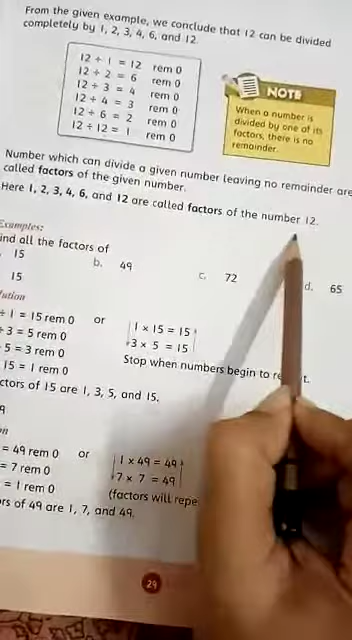 From the given example, we conclude that 12 can be divided
completely by 1, 2, 3, 4, 6, and 12.
12 ÷ 1 = 12 rem 0
12 ÷ 2 = 6 rem 0
12 ÷ 3 = 4 rem 0
12 ÷ 4 = 3 rem 0
12 ÷ 6 = 2 rem 0
12 ÷ 12 = 1 rem 0
NOTE
When a number is
divided by one of its
factors, there is no
remainder.
Number which can divide a given number leaving no remainder are
called factors of the given number.
Here 1, 2, 3, 4, 6, and 12 are called factors of the number 12.
Examples:
ind all the factors of
15 b. 49 c. 72 d. 65
15
ution
÷ 1 = 15 rem 0 or 1 × 15 = 15
÷ 3 = 5 rem 0 3 × 5 = 15
÷ 5 = 3 rem 0 Stop when numbers begin to re t.
15 = 1 rem 0
ctors of 15 are 1, 3, 5, and 15.
9
n
= 49 rem 0 or 1 × 49 = 49
= 7 rem 0 7 × 7 = 49
= 1 rem 0 (factors will repe
rs of 49 are 1, 7, and 49.
29